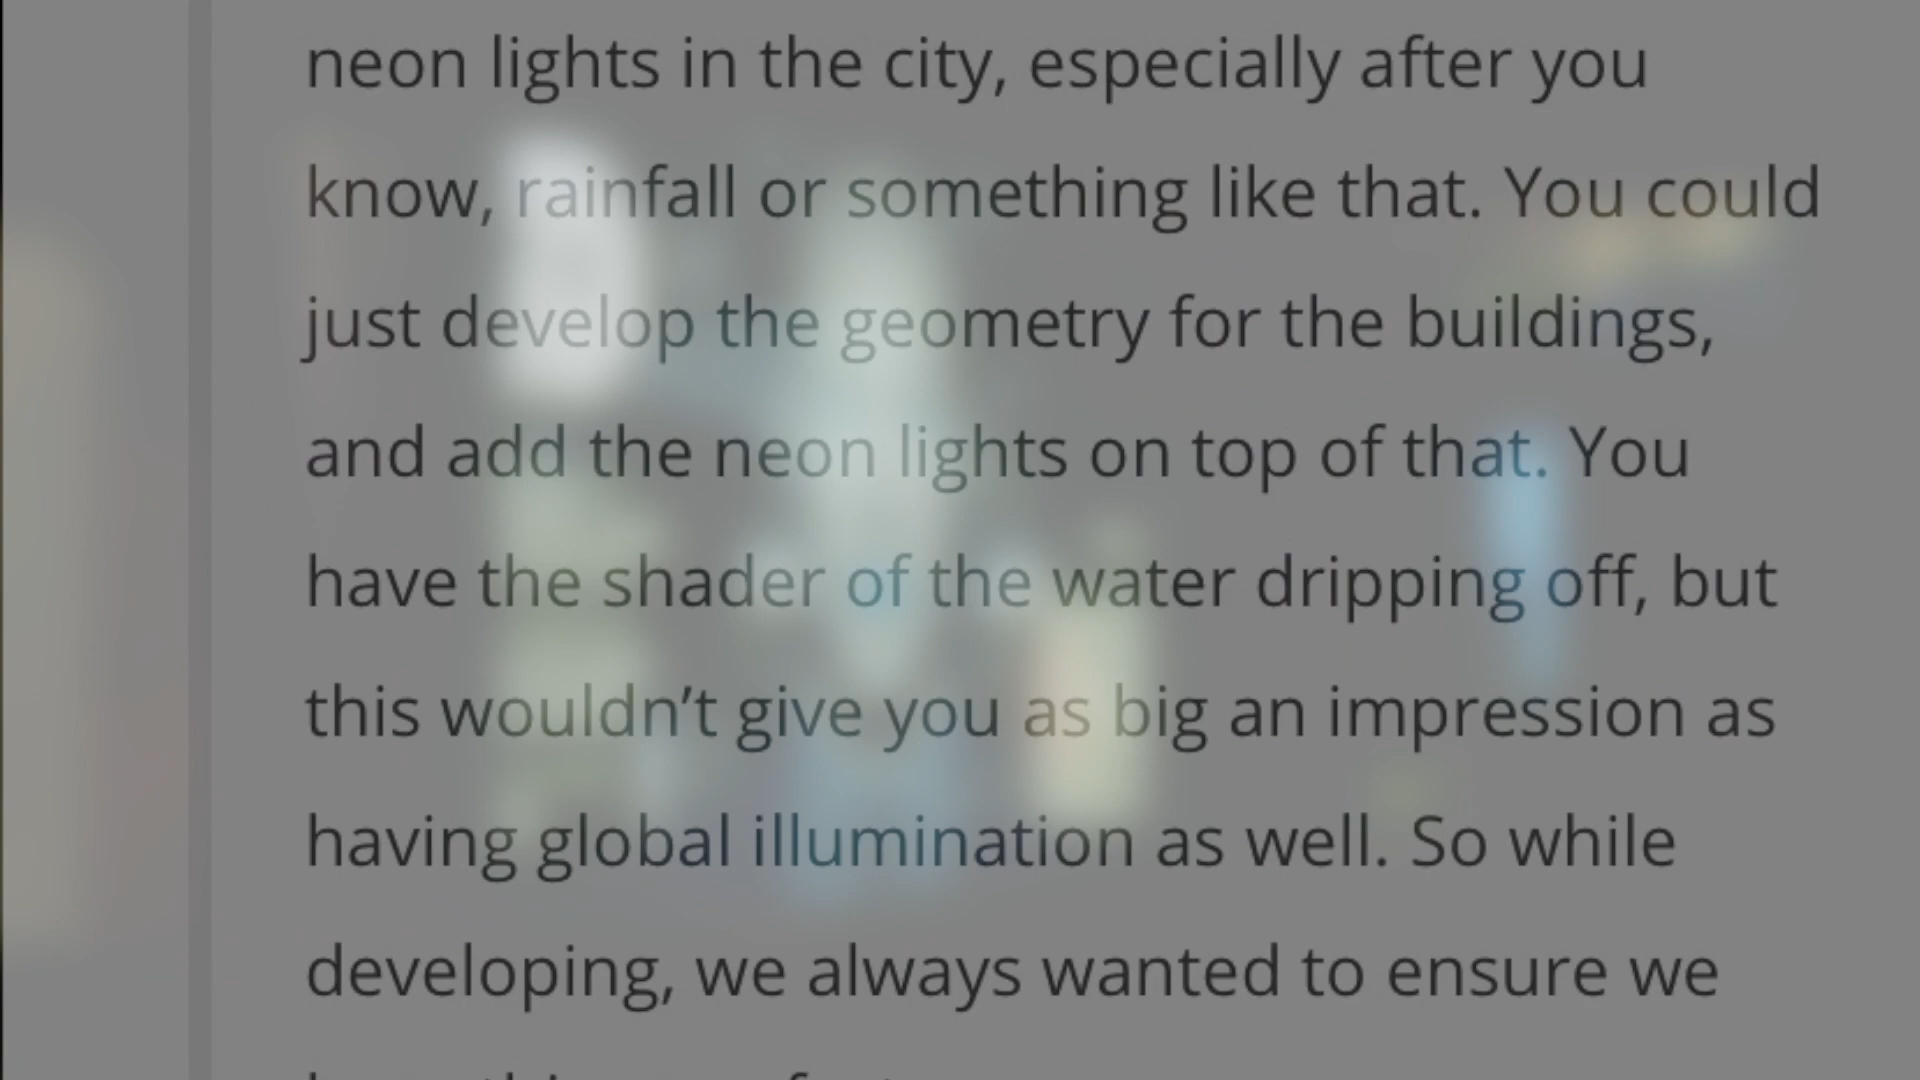 neon lights in the city, especially after you
know, rainfall or something like that. You could
just develop the geometry for the buildings,
and add the neon lights on top of that. You
have the shader of the water dripping off, but
this wouldn’t give you as big an impression as
having global illumination as well. So while
developing, we always wanted to ensure we